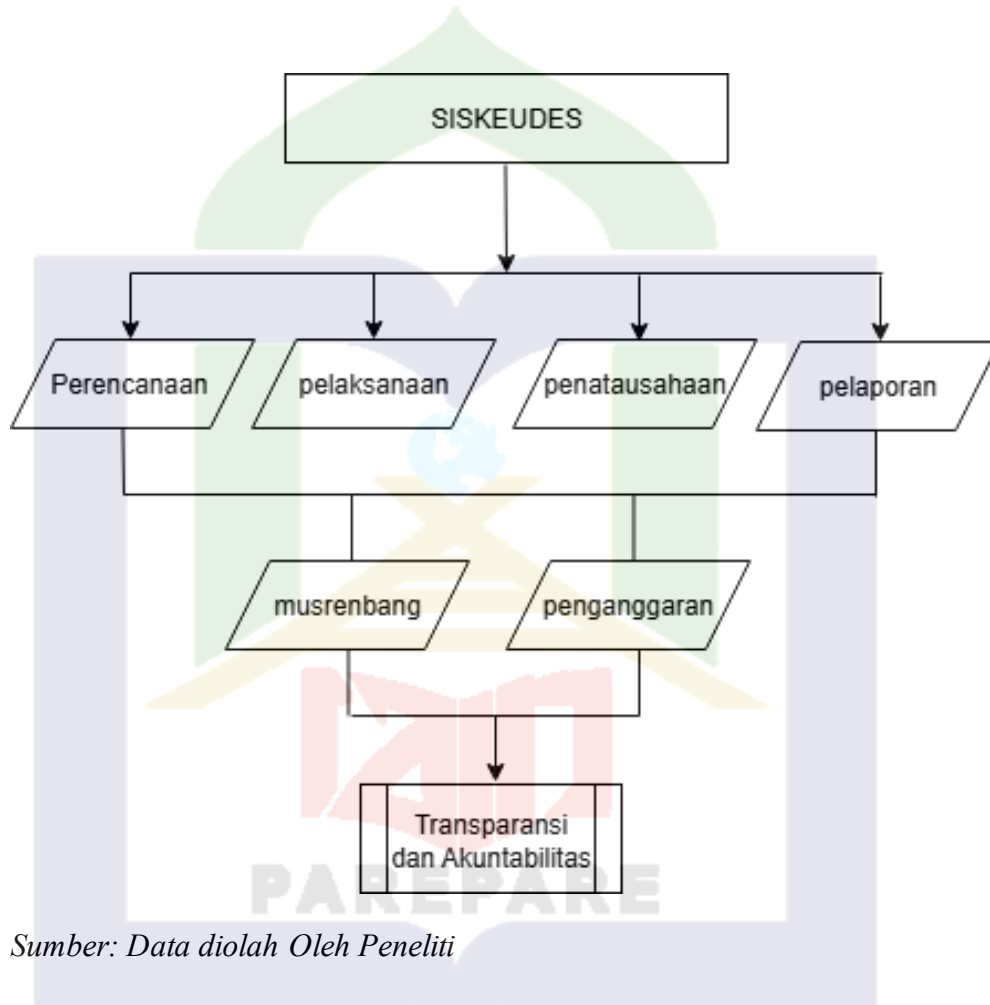 SISKEUDES
Perencanaan
pelaksanaan
penatausahaan
pelaporan
musrenbang
penganggaran
Transparansi
dan Akuntabilitas
PAREPARE
Sumber: Data diolah Oleh Peneliti